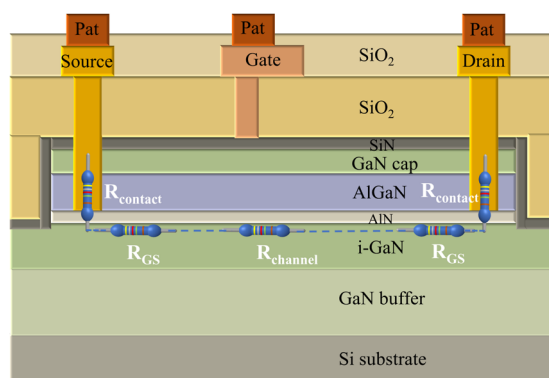 Pat Pat Pat
Source Gate SiO2 Drain
SiO2
SiN
GaN cap
Rcontact AlGaN Rcontact
AlN
RGS Rchannel i-GaN RGS
GaN buffer
Si substrate